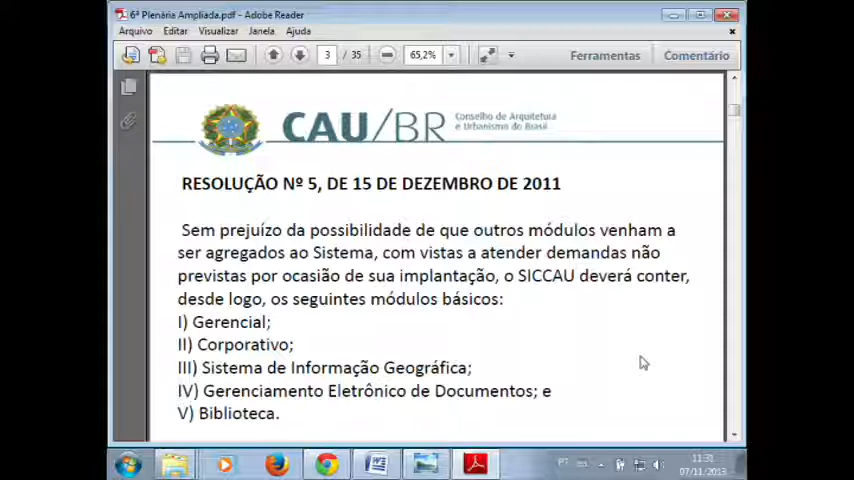 6ª Plenária Ampliada.pdf - Adobe Reader
Arquivo Editar Visualizar Janela Ajuda
3 / 35 65,2% Ferramentas Comentário
CAU/BR Conselho de Arquitetura
e Urbanismo do Brasil
RESOLUÇÃO Nº 5, DE 15 DE DEZEMBRO DE 2011
Sem prejuízo da possibilidade de que outros módulos venham a
ser agregados ao Sistema, com vistas a atender demandas não
previstas por ocasião de sua implantação, o SICCAU deverá conter,
desde logo, os seguintes módulos básicos:
I) Gerencial;
II) Corporativo;
III) Sistema de Informação Geográfica;
IV) Gerenciamento Eletrônico de Documentos; e
V) Biblioteca.
PT
11:31
07/11/2013